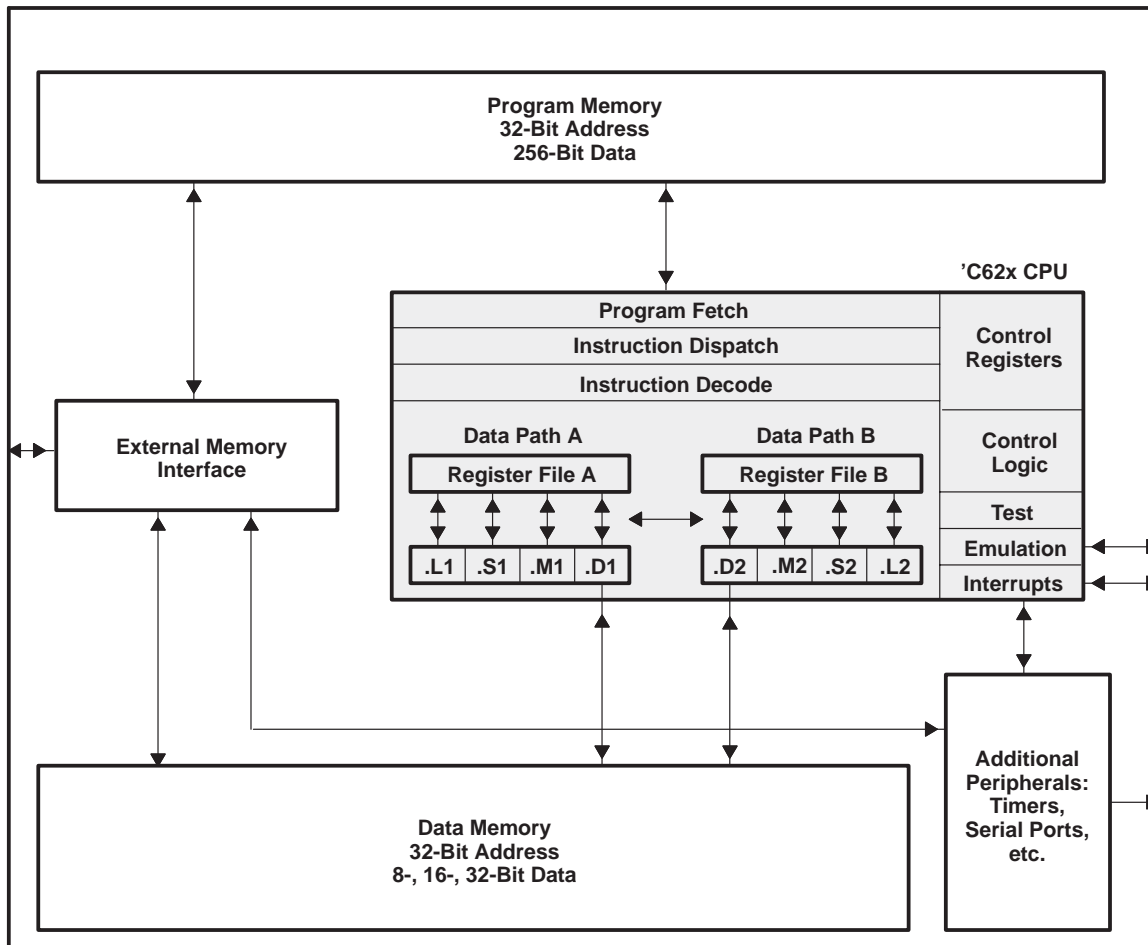 Program Memory
32-Bit Address
256-Bit Data
’C62x CPU
Program Fetch
Instruction Dispatch
Instruction Decode
Control
Registers
Data Path A
Data Path B
Register File A
Register File B
.L1 .S1 .M1 .D1
.D2 .M2 .S2 .L2
Control
Logic
Test
Emulation
Interrupts
External Memory
Interface
Additional
Peripherals:
Timers,
Serial Ports,
etc.
Data Memory
32-Bit Address
8-, 16-, 32-Bit Data